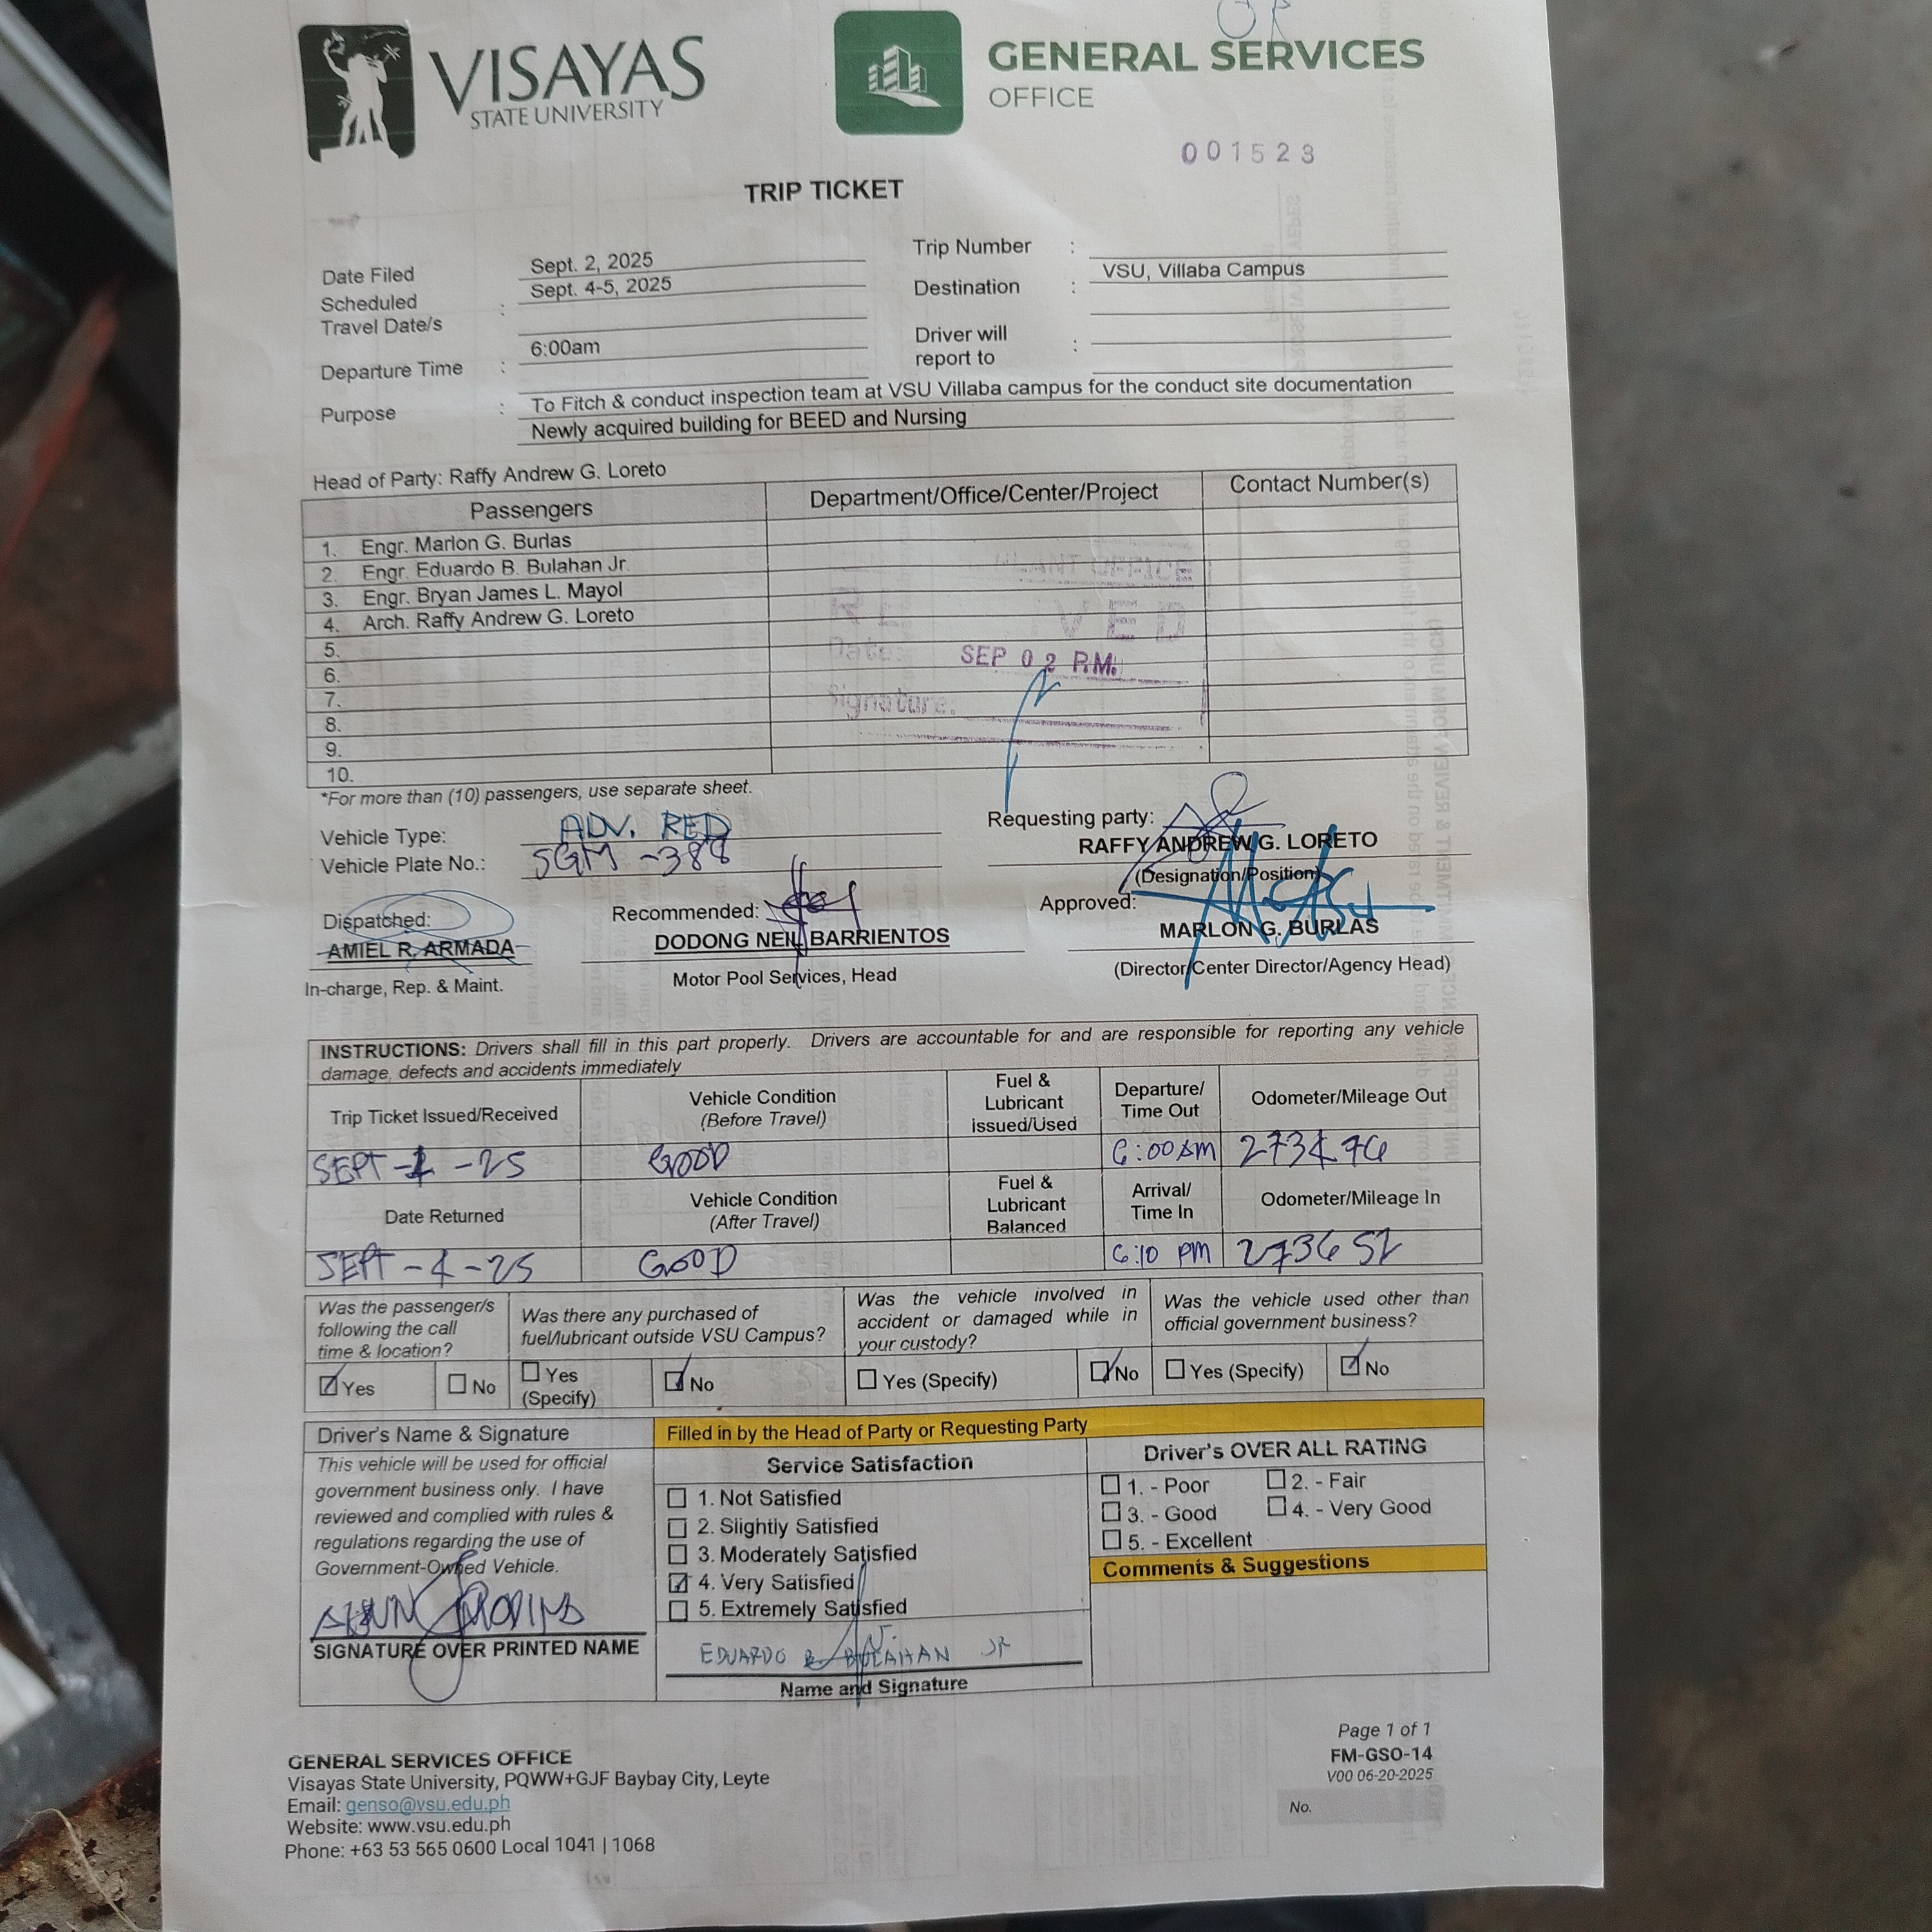 OR
VISAYAS
STATE UNIVERSITY
GENERAL SERVICES
OFFICE
001523
TRIP TICKET
Date Filed Sept. 2, 2025
Scheduled Travel Date/s : Sept. 4-5, 2025
Departure Time : 6:00am
Trip Number :
Destination : VSU, Villaba Campus
Driver will report to :
Purpose : To Fitch & conduct inspection team at VSU Villaba campus for the conduct site documentation
Newly acquired building for BEED and Nursing
Head of Party: Raffy Andrew G. Loreto
Passengers Department/Office/Center/Project Contact Number(s)
1. Engr. Marlon G. Burlas
2. Engr. Eduardo B. Bulahan Jr.
3. Engr. Bryan James L. Mayol
4. Arch. Raffy Andrew G. Loreto
5.
6.
7.
8.
9.
10.
OFFICE
Date:
SEP 02 P.M.
Signature:
*For more than (10) passengers, use separate sheet.
Vehicle Type: ADV. RED
Vehicle Plate No.: SGM -388
Requesting party:
RAFFY ANDREW G. LORETO
(Designation/Position)
Dispatched:
AMIEL R. ARMADA
In-charge, Rep. & Maint.
Recommended:
DODONG NEIL BARRIENTOS
Motor Pool Services, Head
Approved:
MARLON G. BURLAS
(Director/Center Director/Agency Head)
INSTRUCTIONS: Drivers shall fill in this part properly. Drivers are accountable for and are responsible for reporting any vehicle
damage, defects and accidents immediately
Trip Ticket Issued/Received
Vehicle Condition
(Before Travel)
Fuel &
Lubricant
issued/Used
Departure/
Time Out
Odometer/Mileage Out
SEPT - -25 GOOD 6:00AM
Date Returned
Vehicle Condition
(After Travel)
Fuel &
Lubricant
Balanced
Arrival/
Time In
Odometer/Mileage In
SEPT -4-25 GOOD 6:10 PM
Was the passenger/s
following the call
time & location?
Was there any purchased of
fuel/lubricant outside VSU Campus?
Was the vehicle involved in
accident or damaged while in
your custody?
Was the vehicle used other than
official government business?
☑ Yes ☐ No ☐ Yes (Specify) ☑ No ☐ Yes (Specify) ☑ No ☐ Yes (Specify) ☑ No
Driver's Name & Signature
This vehicle will be used for official
government business only. I have
reviewed and complied with rules &
regulations regarding the use of
Government-Owned Vehicle.
SIGNATURE OVER PRINTED NAME
Filled in by the Head of Party or Requesting Party
Service Satisfaction
☐ 1. Not Satisfied
☐ 2. Slightly Satisfied
☐ 3. Moderately Satisfied
☑ 4. Very Satisfied
☐ 5. Extremely Satisfied
EDUARDO B. BULAHAN JR
Name and Signature
Driver's OVER ALL RATING
☐ 1. - Poor ☐ 2. - Fair
☐ 3. - Good ☐ 4. - Very Good
☐ 5. - Excellent
Comments & Suggestions
GENERAL SERVICES OFFICE
Visayas State University, PQWW+GJF Baybay City, Leyte
Email: genso@vsu.edu.ph
Website: www.vsu.edu.ph
Phone: +63 53 565 0600 Local 1041 | 1068
Page 1 of 1
FM-GSO-14
V00 06-20-2025
No.